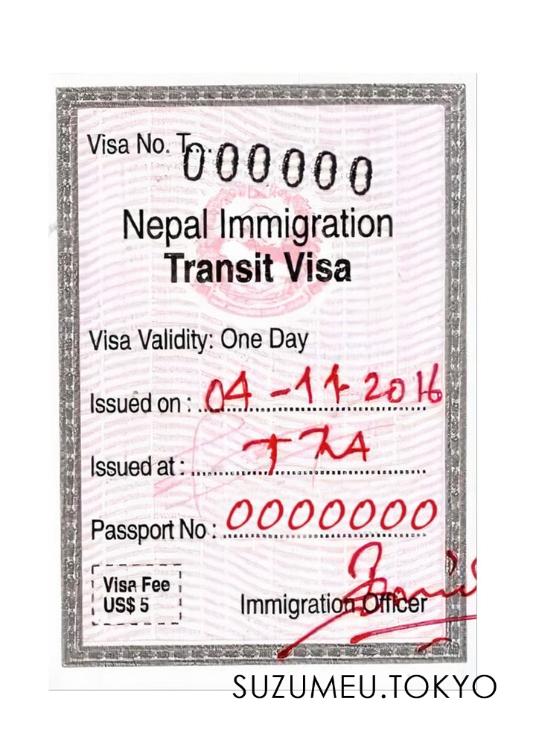 Visa No. T...
000000
Nepal Immigration
Transit Visa
Visa Validity: One Day
Issued on : 04-11-2016
Issued at : TIA
Passport No : 0000000
Visa Fee
US$ 5
Immigration Officer
SUZUMEU.TOKYO